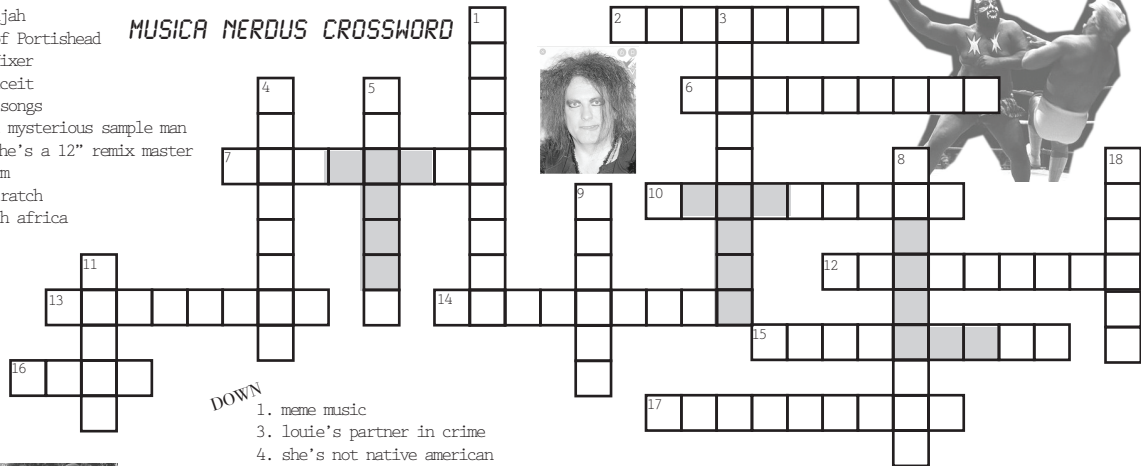 MUSICA NERDUS CROSSWORD
jah
of Portishead
fixer
ceit
songs
mysterious sample man
he's a 12” remix master
m
ratch
h africa
1
2
3
4
5
6
7
8
18
9
10
11
12
13
14
15
16
17
DOWN
1. meme music
3. louie's partner in crime
4. she's not native american